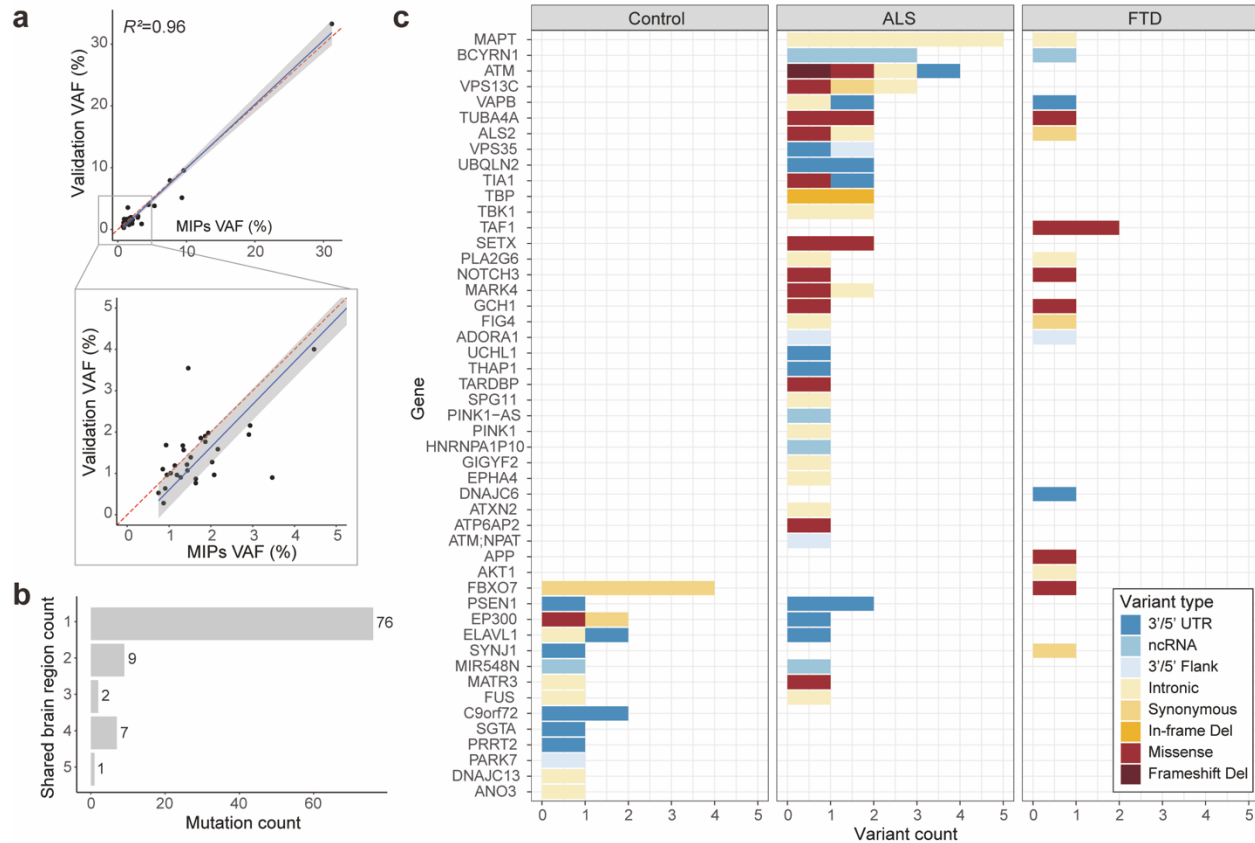 a
R²=0.96
Validation VAF (%)
30
20
10
0
MIPs VAF (%)
0
10
20
30
Validation VAF (%)
5
4
3
2
1
0
0
1
2
3
4
5
MIPs VAF (%)
b
Shared brain region count
1
2
3
4
5
76
9
2
7
1
0
20
40
60
Mutation count
c
Control
ALS
FTD
Gene
MAPT
BCYRN1
ATM
VPS13C
VAPB
TUBA4A
ALS2
VPS35
UBQLN2
TIA1
TBP
TBK1
TAF1
SETX
PLA2G6
NOTCH3
MARK4
GCH1
FIG4
ADORA1
UCHL1
THAP1
TARDBP
SPG11
PINK1−AS
PINK1
HNRNPA1P10
GIGYF2
EPHA4
DNAJC6
ATXN2
ATP6AP2
ATM;NPAT
APP
AKT1
FBXO7
PSEN1
EP300
ELAVL1
SYNJ1
MIR548N
MATR3
FUS
C9orf72
SGTA
PRRT2
PARK7
DNAJC13
ANO3
0 1 2 3 4 5
0 1 2 3 4 5
0 1 2 3 4 5
Variant count
Variant type
3'/5' UTR
ncRNA
3'/5' Flank
Intronic
Synonymous
In-frame Del
Missense
Frameshift Del